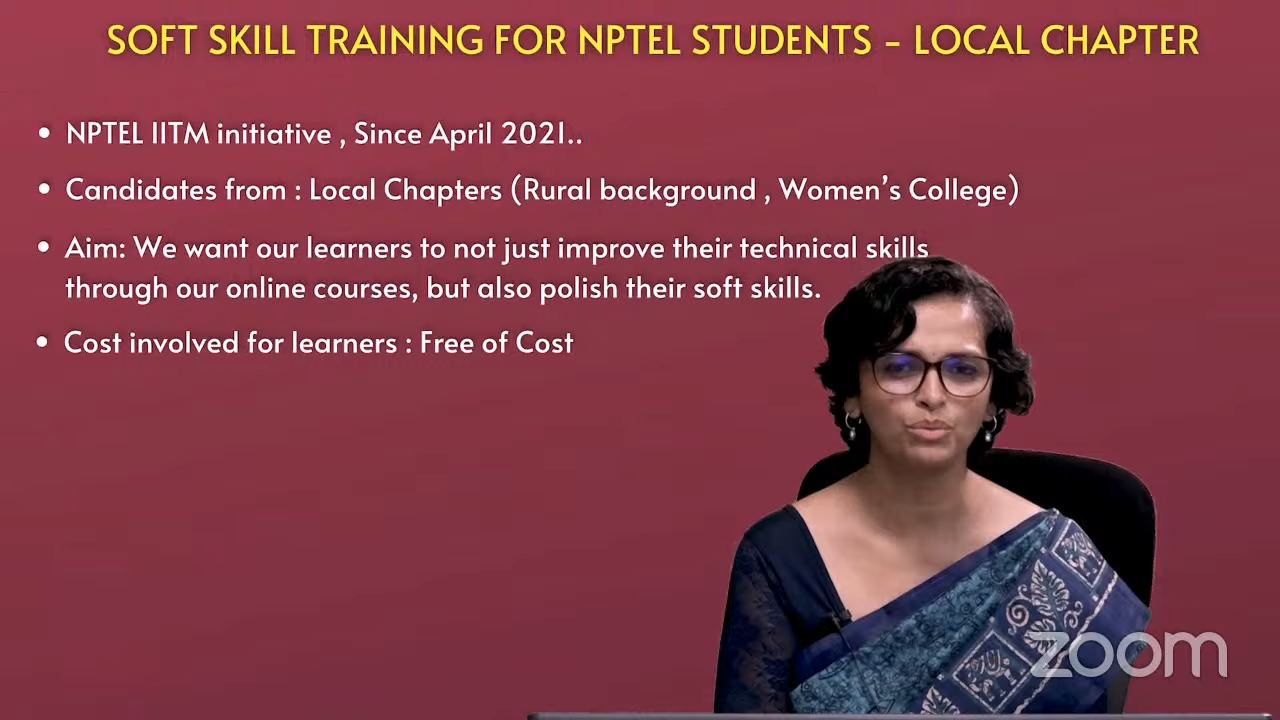 SOFT SKILL TRAINING FOR NPTEL STUDENTS - LOCAL CHAPTER
• NPTEL IITM initiative , Since April 2021..
• Candidates from : Local Chapters (Rural background , Women's College)
• Aim: We want our learners to not just improve their technical skills
through our online courses, but also polish their soft skills.
• Cost involved for learners : Free of Cost
zoom